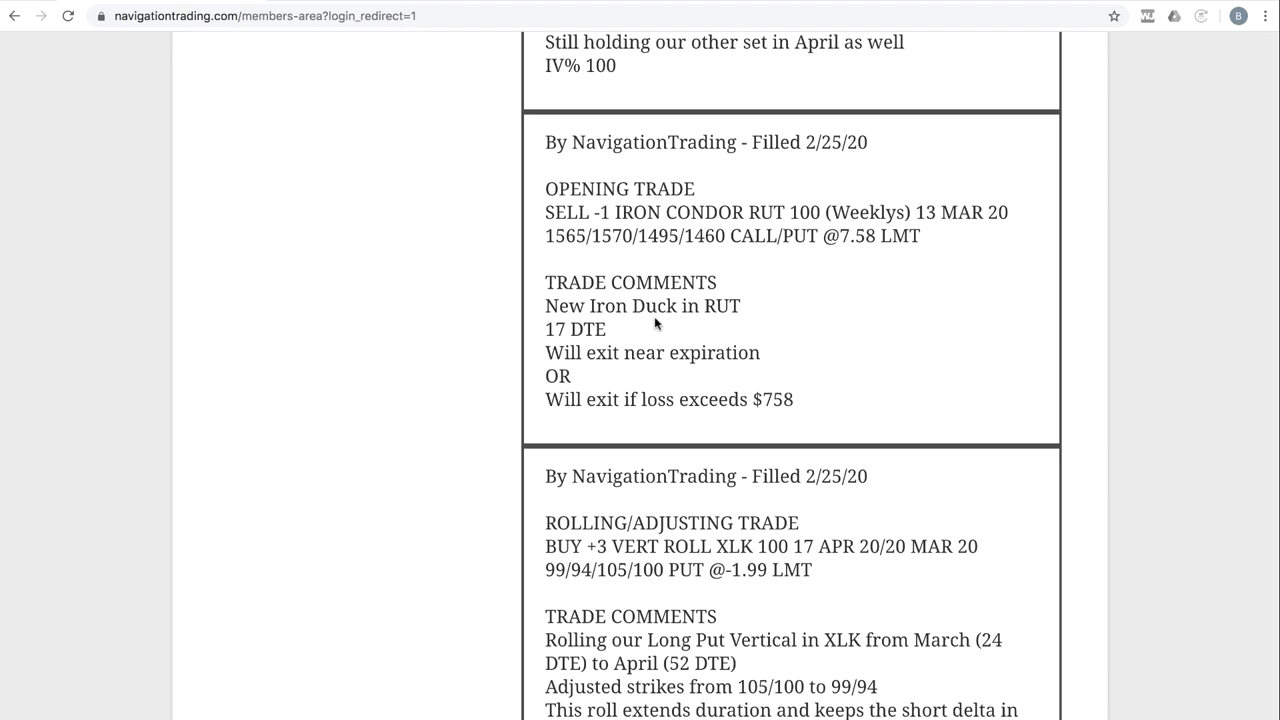 navigationtrading.com/members-area?login_redirect=1
WJ
B
Still holding our other set in April as well
IV% 100
By NavigationTrading - Filled 2/25/20
OPENING TRADE
SELL -1 IRON CONDOR RUT 100 (Weeklys) 13 MAR 20
1565/1570/1495/1460 CALL/PUT @7.58 LMT
TRADE COMMENTS
New Iron Duck in RUT
17 DTE
Will exit near expiration
OR
Will exit if loss exceeds $758
By NavigationTrading - Filled 2/25/20
ROLLING/ADJUSTING TRADE
BUY +3 VERT ROLL XLK 100 17 APR 20/20 MAR 20
99/94/105/100 PUT @-1.99 LMT
TRADE COMMENTS
Rolling our Long Put Vertical in XLK from March (24
DTE) to April (52 DTE)
Adjusted strikes from 105/100 to 99/94
This roll extends duration and keeps the short delta in